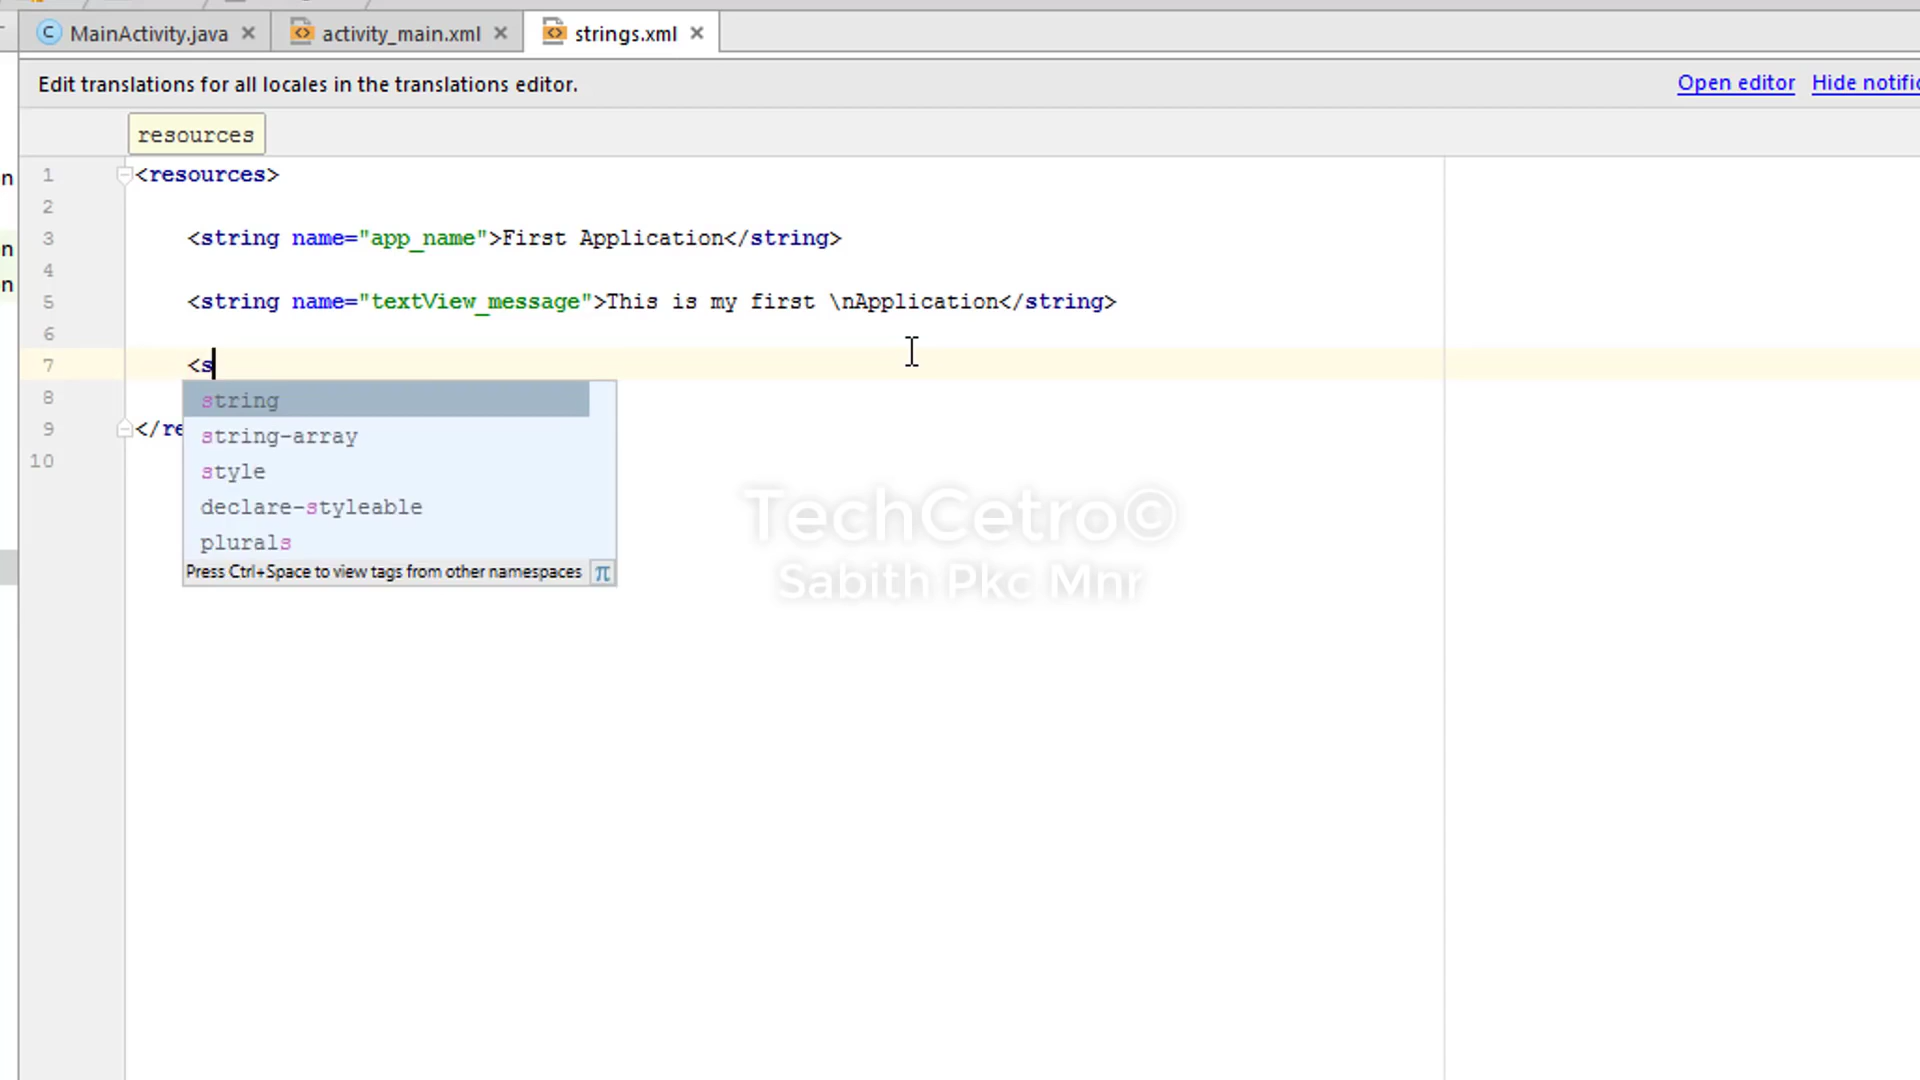 MainActivity.java
activity_main.xml
strings.xml
Edit translations for all locales in the translations editor.
Open editor
Hide notific
resources
1 <resources>
2
3 <string name="app_name">First Application</string>
4
5 <string name="textView_message">This is my first \nApplication</string>
6
7 <s
8
9 </re
10
string
string-array
style
declare-styleable
plurals
Press Ctrl+Space to view tags from other namespaces π
TechCetro©
Sabith Pkc Mnr
n
n
n